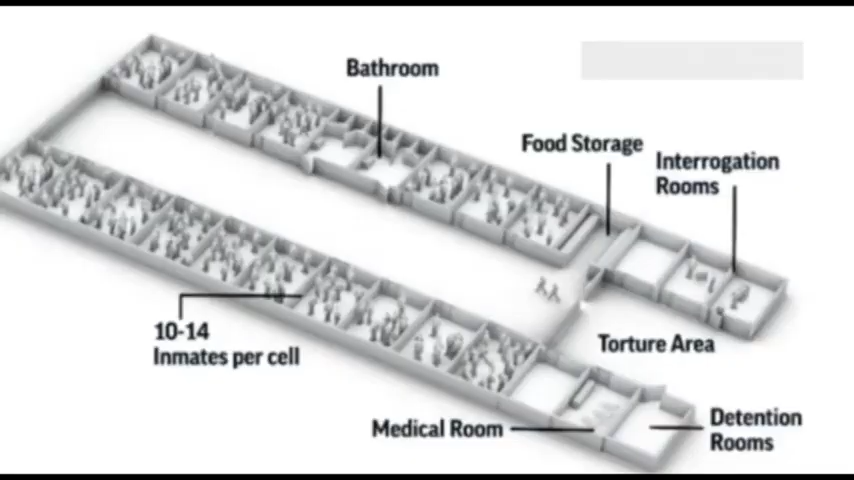 Bathroom
Food Storage
Interrogation
Rooms
10-14
Inmates per cell
Torture Area
Medical Room
Detention
Rooms